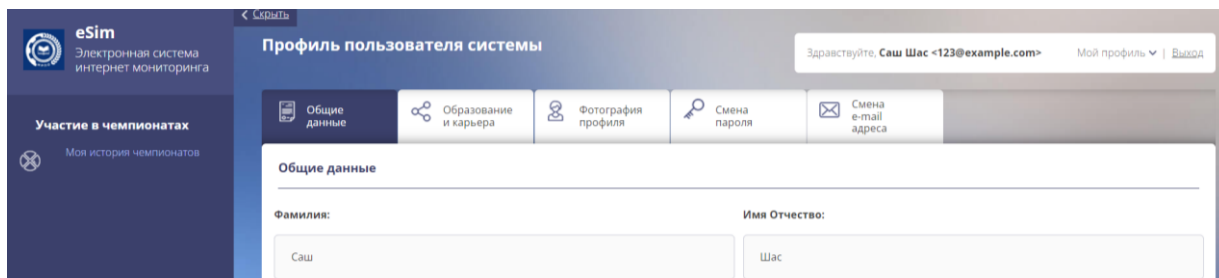 eSim
Электронная система
интернет мониторинга
Участие в чемпионатах
Моя история чемпионатов
Скрыть
Профиль пользователя системы
Здравствуйте, Саш Шас <123@example.com>
Мой профиль | Выход
Общие
данные
Образование
и карьера
Фотография
профиля
Смена
пароля
Смена
e-mail
адреса
Общие данные
Фамилия:
Саш
Имя Отчество:
Шас